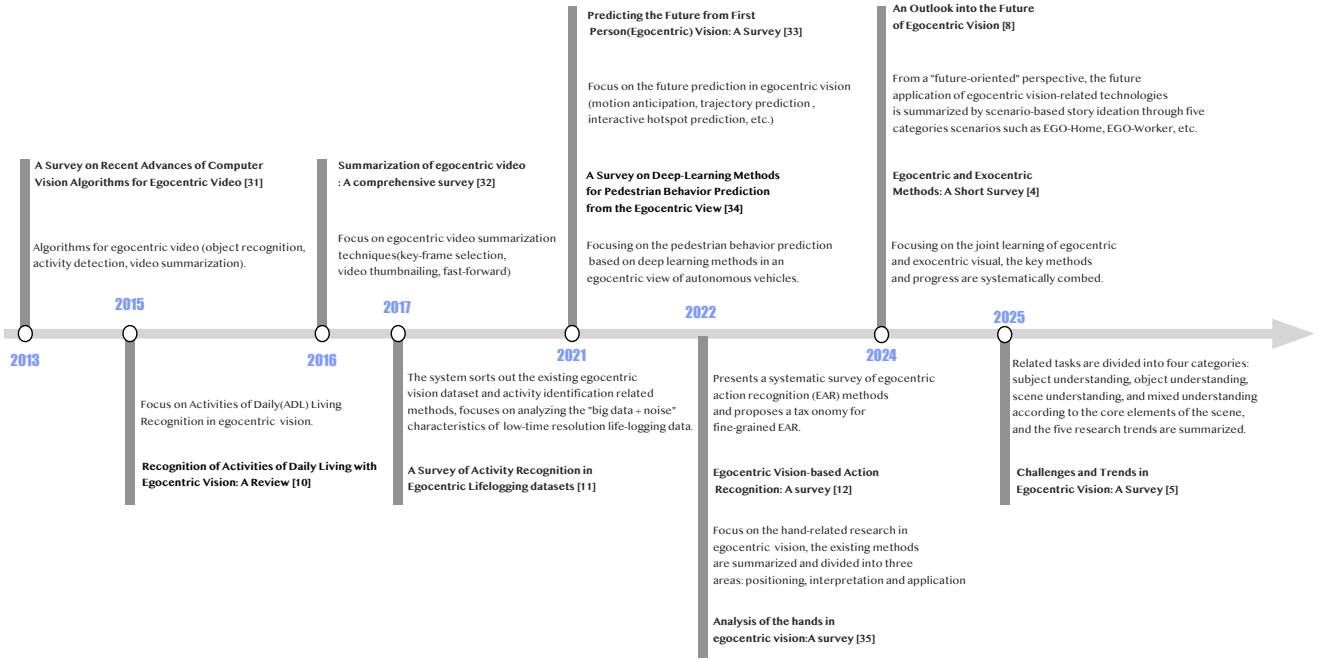 A Survey on Recent Advances of Computer
Vision Algorithms for Egocentric Video [31]
Algorithms for egocentric video (object recognition,
activity detection, video summarization).
2013
2015
Focus on Activities of Daily(ADL) Living
Recognition in egocentric vision.
Recognition of Activities of Daily Living with
Egocentric Vision: A Review [10]
Summarization of egocentric video
: A comprehensive survey [32]
Focus on egocentric video summarization
techniques(key-frame selection,
video thumbnailing, fast-forward)
2016
2017
The system sorts out the existing egocentric
vision dataset and activity identification related
methods, focuses on analyzing the "big data + noise"
characteristics of low-time resolution life-logging data.
A Survey of Activity Recognition in
Egocentric Lifelogging datasets [11]
Predicting the Future from First
Person(Egocentric) Vision: A Survey [33]
Focus on the future prediction in egocentric vision
(motion anticipation, trajectory prediction ,
interactive hotspot prediction, etc.)
A Survey on Deep-Learning Methods
for Pedestrian Behavior Prediction
from the Egocentric View [34]
Focusing on the pedestrian behavior prediction
based on deep learning methods in an
egocentric view of autonomous vehicles.
2021
2022
Presents a systematic survey of egocentric
action recognition (EAR) methods
and proposes a tax onomy for
fine-grained EAR.
Egocentric Vision-based Action
Recognition: A survey [12]
Focus on the hand-related research in
egocentric vision, the existing methods
are summarized and divided into three
areas: positioning, interpretation and application
Analysis of the hands in
egocentric vision:A survey [35]
An Outlook into the Future
of Egocentric Vision [8]
From a "future-oriented" perspective, the future
application of egocentric vision-related technologies
is summarized by scenario-based story ideation through five
categories scenarios such as EGO-Home, EGO-Worker, etc.
Egocentric and Exocentric
Methods: A Short Survey [4]
Focusing on the joint learning of egocentric
and exocentric visual, the key methods
and progress are systematically combed.
2024
2025
Related tasks are divided into four categories:
subject understanding, object understanding,
scene understanding, and mixed understanding
according to the core elements of the scene,
and the five research trends are summarized.
Challenges and Trends in
Egocentric Vision: A Survey [5]